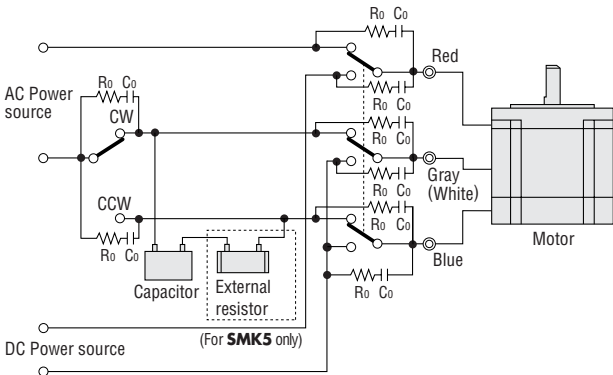 R₀ C₀
Red
R₀ C₀
AC Power
source
R₀ C₀
CW
R₀ C₀
R₀ C₀
Gray
(White)
CCW
R₀ C₀
R₀ C₀
R₀ C₀
Motor
Blue
Capacitor
External
resistor
R₀ C₀
(For SMK5 only)
DC Power source